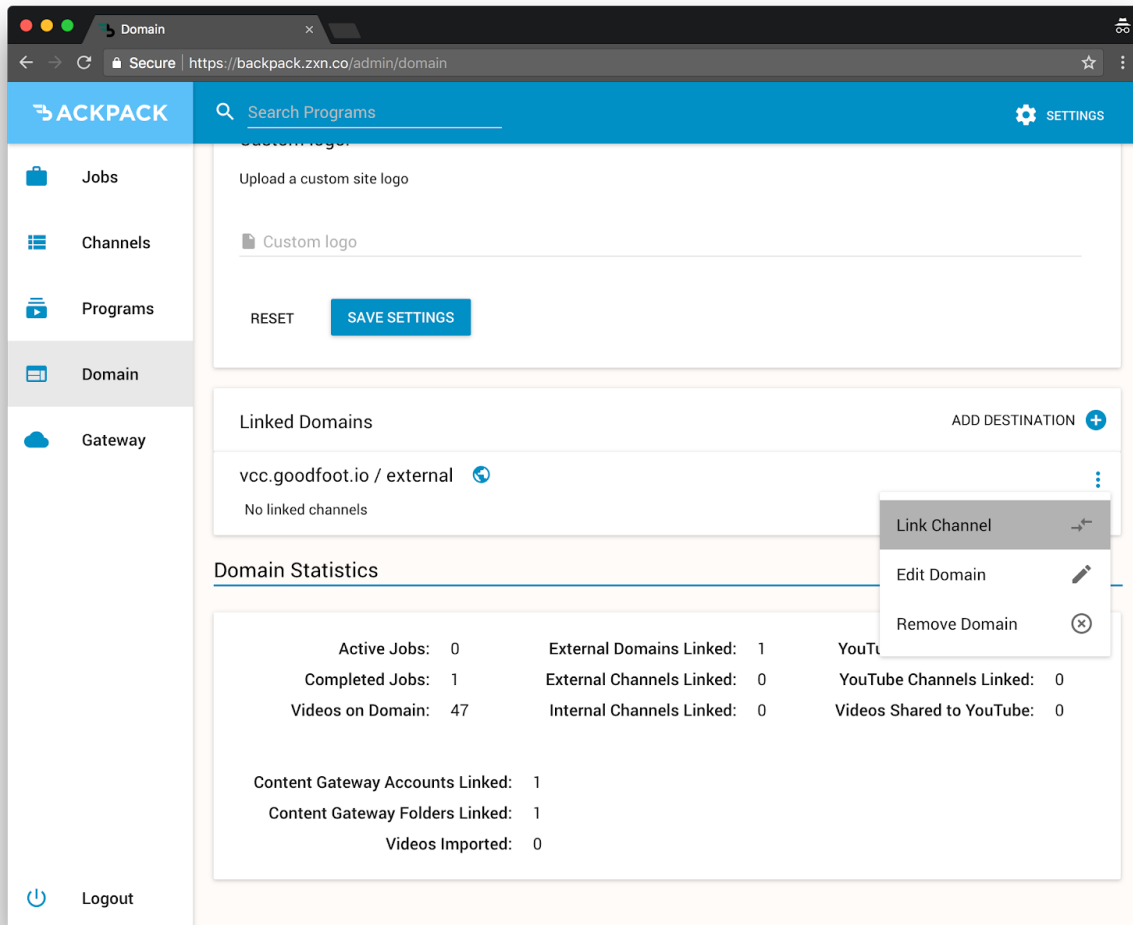 Domain
Secure https://backpack.zxn.co/admin/domain
BACKPACK
Search Programs
SETTINGS
Jobs
Channels
Programs
Domain
Gateway
Logout
Custom logo.
Upload a custom site logo
Custom logo
RESET
SAVE SETTINGS
Linked Domains
ADD DESTINATION
vcc.goodfoot.io / external
No linked channels
Link Channel
Edit Domain
Remove Domain
Domain Statistics
Active Jobs: 0
Completed Jobs: 1
Videos on Domain: 47
External Domains Linked: 1
External Channels Linked: 0
Internal Channels Linked: 0
YouTube Channels Linked: 0
Videos Shared to YouTube: 0
Content Gateway Accounts Linked: 1
Content Gateway Folders Linked: 1
Videos Imported: 0